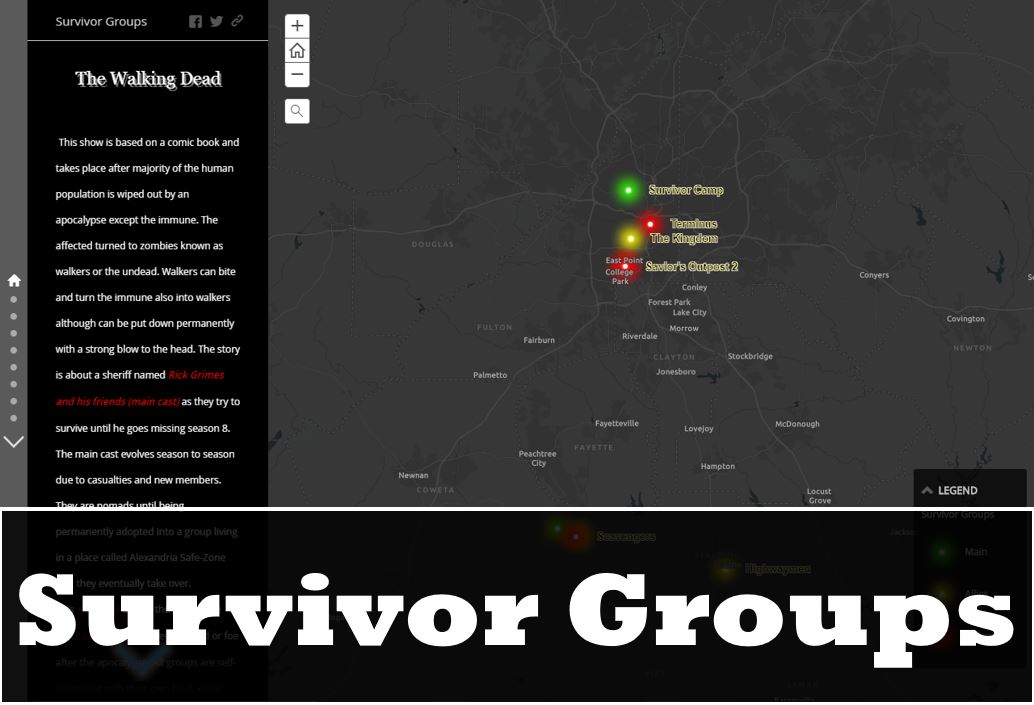 Survivor Groups
The Walking Dead
This show is based on a comic book and
takes place after majority of the human
population is wiped out by an
apocalypse except the immune. The
affected turned to zombies known as
walkers or the undead. Walkers can bite
and turn the immune also into walkers
although can be put down permanently
with a strong blow to the head. The story
is about a sheriff named Rick Grimes
and his friends (main cast) as they try to
survive until he goes missing season 8.
The main cast evolves season to season
due to casualties and new members.
They are nomads until being
permanently adopted into a group living
in a place called Alexandria Safe-Zone
they eventually take over.
or foe
after the groups are self-
Survivor Camp
Terminus
The Kingdom
Savior's Outpost 2
East Point
College
Park
DOUGLAS
Conley
Forest Park
Lake City
Morrow
Riverdale
CLAYTON
Jonesboro
Stockbridge
Conyers
Covington
NEWTON
FULTON
Fairburn
Palmetto
Fayetteville
FAYETTE
Lovejoy
McDonough
Peachtree
City
Hampton
Newnan
COWETA
Locust
Grove
LEGEND
Survivor Groups
Main
Scavengers
Highwaymen
LAMAR
Survivor Groups